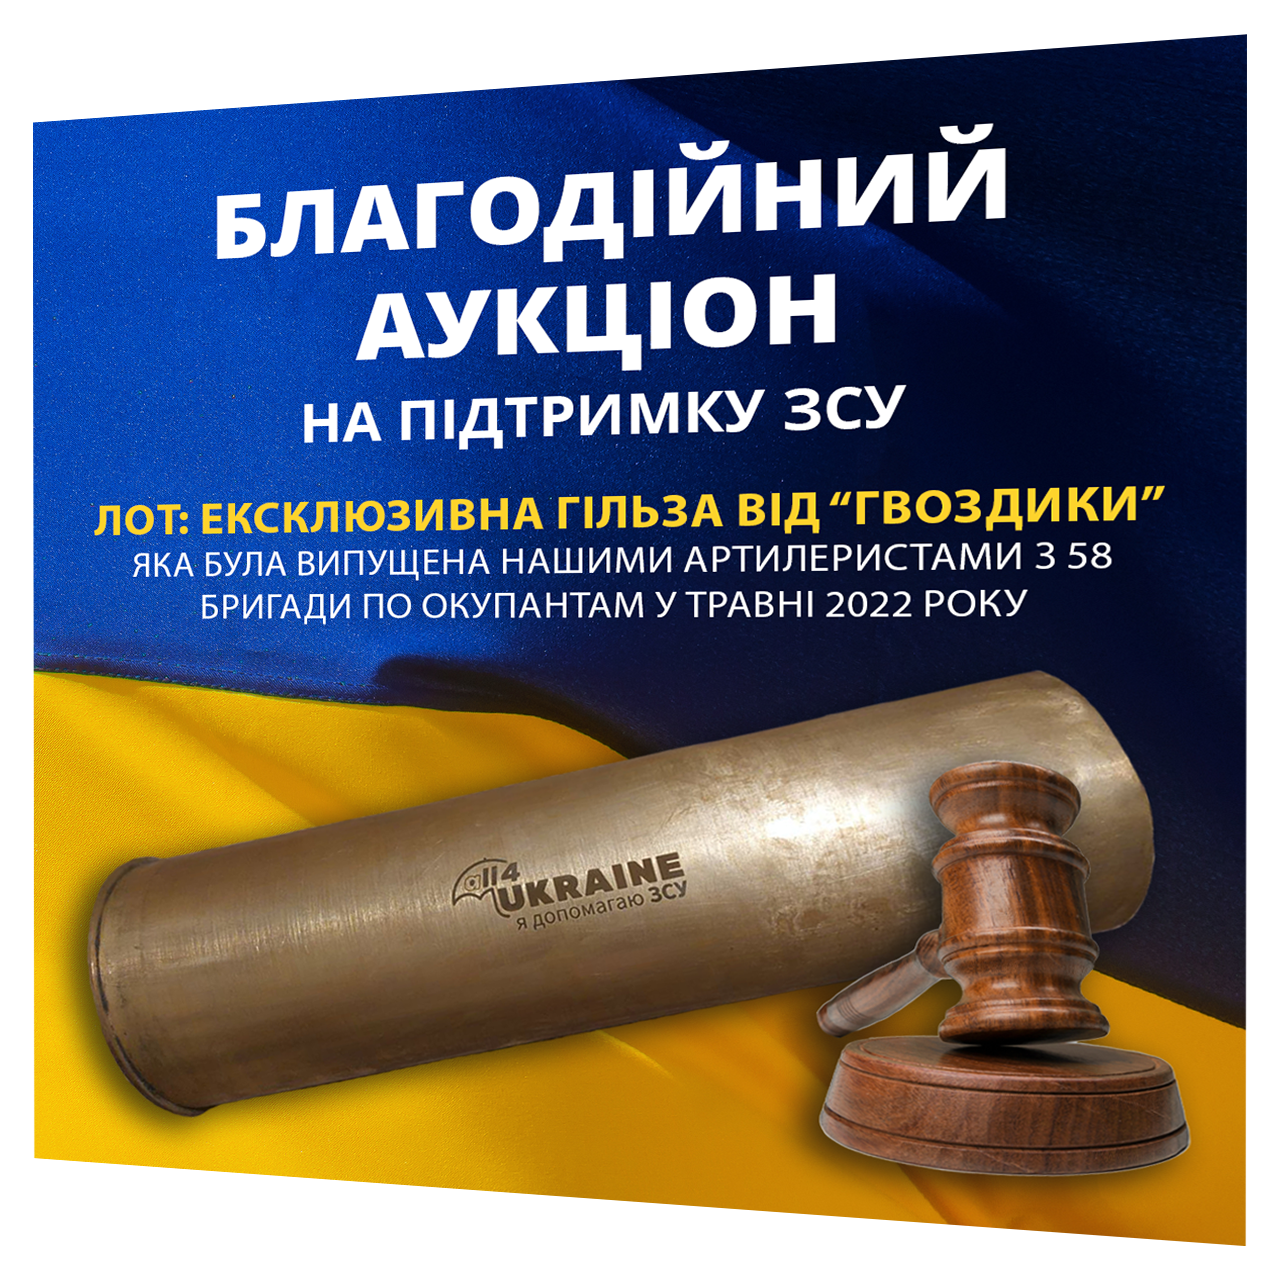 БЛАГОДІЙНИЙ
АУКЦІОН
НА ПІДТРИМКУ ЗСУ
ЛОТ: ЕКСКЛЮЗИВНА ГІЛЬЗА ВІД “ГВОЗДИКИ”
ЯКА БУЛА ВИПУЩЕНА НАШИМИ АРТИЛЕРИСТАМИ З 58
БРИГАДИ ПО ОКУПАНТАМ У ТРАВНІ 2022 РОКУ
all4
UKRAINE
я допомагаю ЗСУ